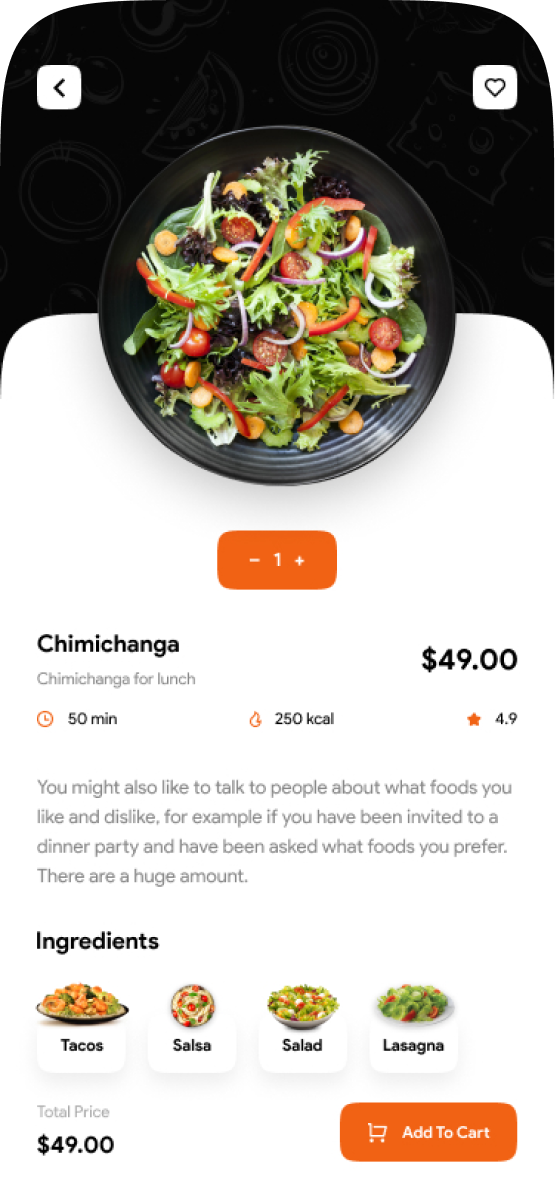 − 1 +
Chimichanga
$49.00
Chimichanga for lunch
50 min
250 kcal
4.9
You might also like to talk to people about what foods you
like and dislike, for example if you have been invited to a
dinner party and have been asked what foods you prefer.
There are a huge amount.
Ingredients
Tacos
Salsa
Salad
Lasagna
Total Price
$49.00
Add To Cart